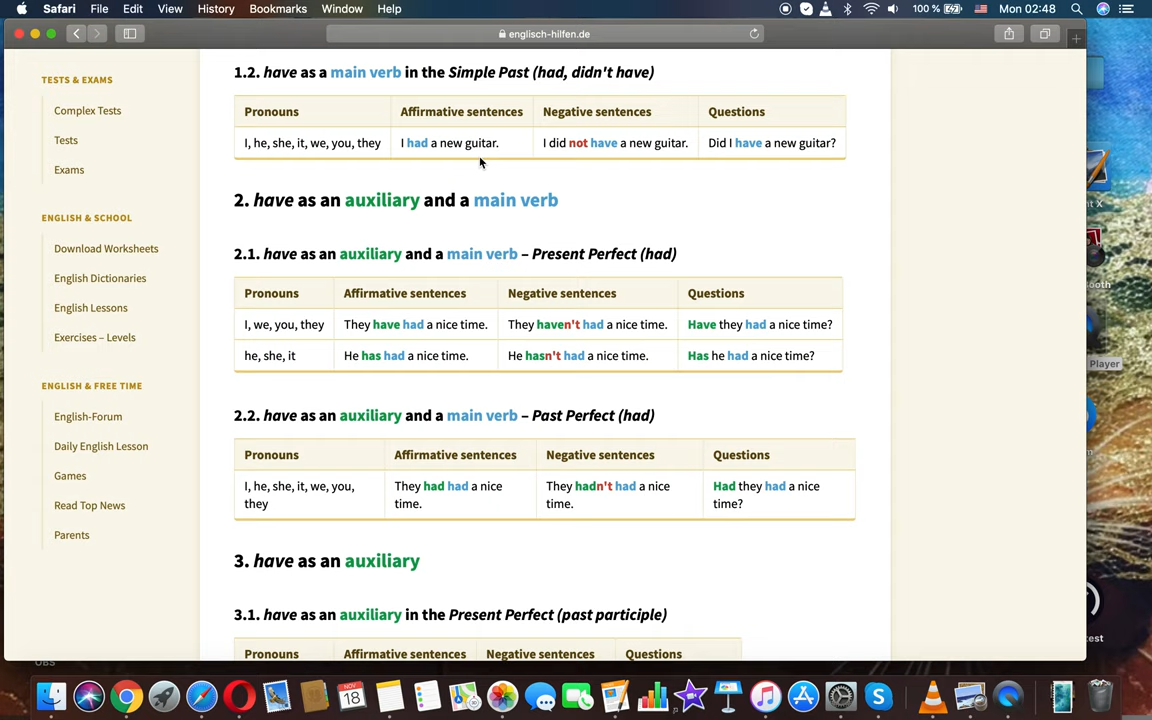 Safari File Edit View History Bookmarks Window Help 100 % Mon 02:48
englisch-hilfen.de
TESTS & EXAMS
Complex Tests
Tests
Exams
ENGLISH & SCHOOL
Download Worksheets
English Dictionaries
English Lessons
Exercises – Levels
ENGLISH & FREE TIME
English-Forum
Daily English Lesson
Games
Read Top News
Parents
1.2. have as a main verb in the Simple Past (had, didn't have)
Pronouns Affirmative sentences Negative sentences Questions
I, he, she, it, we, you, they I had a new guitar. I did not have a new guitar. Did I have a new guitar?
2. have as an auxiliary and a main verb
2.1. have as an auxiliary and a main verb – Present Perfect (had)
Pronouns Affirmative sentences Negative sentences Questions
I, we, you, they They have had a nice time. They haven't had a nice time. Have they had a nice time?
he, she, it He has had a nice time. He hasn't had a nice time. Has he had a nice time?
2.2. have as an auxiliary and a main verb – Past Perfect (had)
Pronouns Affirmative sentences Negative sentences Questions
I, he, she, it, we, you, they They had had a nice time. They hadn't had a nice time. Had they had a nice time?
3. have as an auxiliary
3.1. have as an auxiliary in the Present Perfect (past participle)
Pronouns Affirmative sentences Negative sentences Questions
Player
OBS
NOV
18